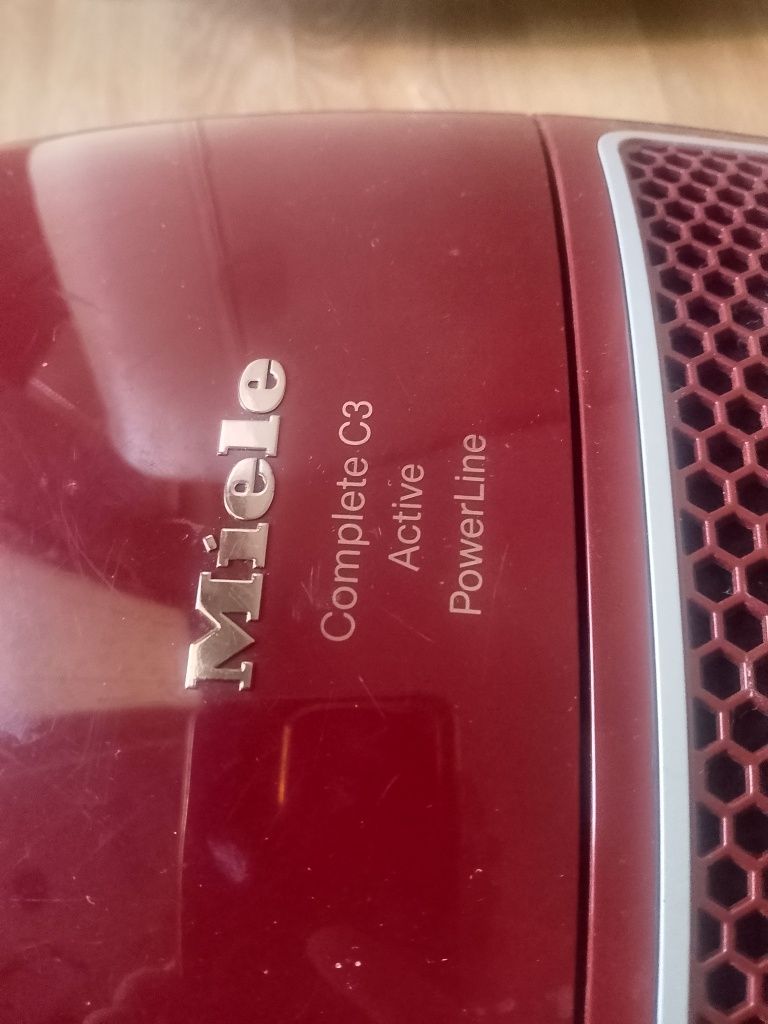 Miele
Complete C3
Active
PowerLine